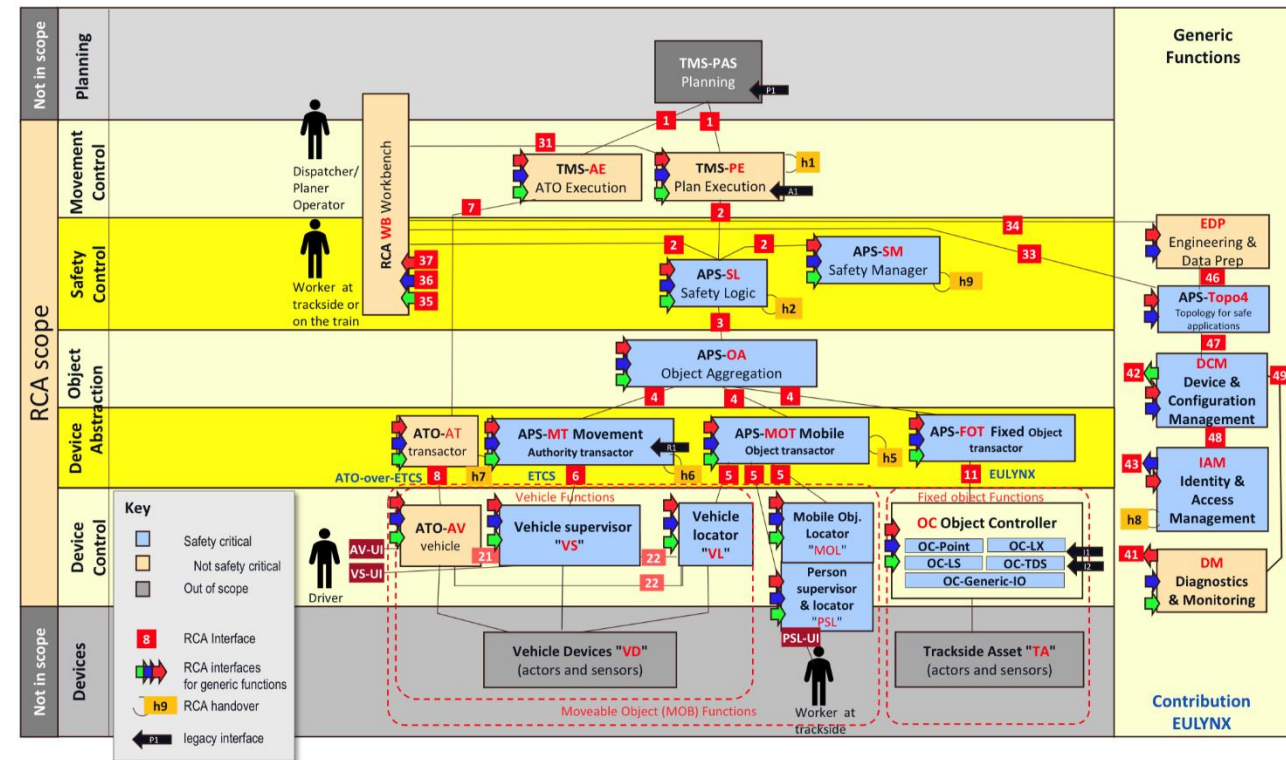 Not in scope
Planning
TMS-PAS
Planning
P1
Generic
Functions
RCA scope
Movement
Control
Dispatcher/
Planer
Operator
RCA WB Workbench
1
1
31
TMS-AE
ATO Execution
TMS-PE
Plan Execution
h1
A1
7
2
Safety
Control
Worker at
trackside or
on the train
37
36
35
2
2
APS-SL
Safety Logic
h2
APS-SM
Safety Manager
h9
34
33
3
EDP
Engineering &
Data Prep
46
APS-Topo4
Topology for safe
applications
47
Object
Abstraction
APS-OA
Object Aggregation
4
4
4
42
DCM
Device &
Configuration
Management
49
48
Device
Abstraction
ATO-AT
transactor
h7
APS-MT Movement
Authority transactor
R1
h6
APS-MOT Mobile
Object transactor
h5
APS-FOT Fixed Object
transactor
ATO-over-ETCS
8
ETCS
6
5
5
5
11
EULYNX
43
IAM
Identity &
Access
Management
h8
Device
Control
Driver
AV-UI
VS-UI
Vehicle Functions
ATO-AV
vehicle
21
Vehicle supervisor
"VS"
22
22
Vehicle
locator
"VL"
Mobile Obj.
Locator
"MOL"
Person
supervisor
& locator
"PSL"
PSL-UI
Fixed object Functions
OC Object Controller
OC-Point
OC-LX
OC-LS
OC-TDS
OC-Generic-IO
I1
I2
41
DM
Diagnostics
& Monitoring
Not in scope
Devices
Vehicle Devices "VD"
(actors and sensors)
Moveable Object (MOB) Functions
Worker at
trackside
Trackside Asset "TA"
(actors and sensors)
Contribution
EULYNX
Key
Safety critical
Not safety critical
Out of scope
8
RCA Interface
RCA interfaces
for generic functions
h9
RCA handover
P1
legacy interface